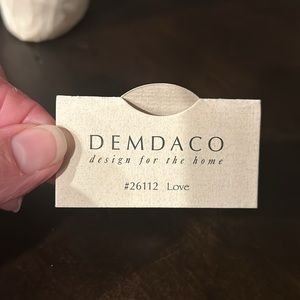 DEMDACO
design for the home
#26112 Love